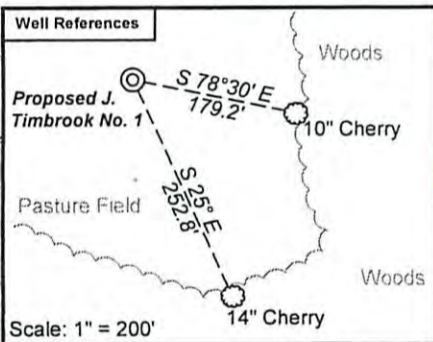 Well References
Woods
S 78°30' E
179.2'
Proposed J.
Timbrook No. 1
10" Cherry
S 25° E
252.8'
Pasture Field
Woods
14" Cherry
Scale: 1" = 200'